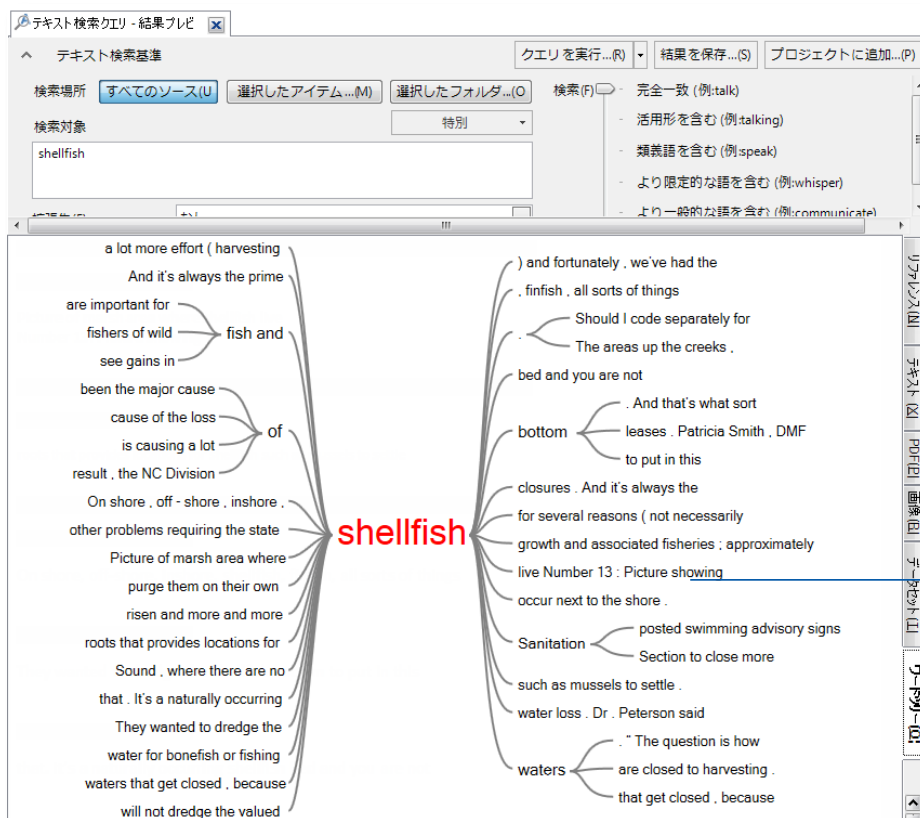 テキスト検索クエリ - 結果プレビ
テキスト検索基準
クエリを実行...(R)
結果を保存...(S)
プロジェクトに追加...(P)
検索場所
すべてのソース(U
選択したアイテム...(M)
選択したフォルダ...(O
検索(F)
完全一致 (例:talk)
検索対象
特別
活用形を含む (例:talking)
shellfish
類義語を含む (例:speak)
より限定的な語を含む (例:whisper)
より一般的な語を含む (例:communicate)
a lot more effort ( harvesting
And it's always the prime
are important for
fishers of wild
see gains in
fish and
been the major cause
cause of the loss
is causing a lot
result , the NC Division
of
On shore , off - shore , inshore ,
other problems requiring the state
Picture of marsh area where
purge them on their own
risen and more and more
roots that provides locations for
Sound , where there are no
that . It's a naturally occurring
They wanted to dredge the
water for bonefish or fishing
waters that get closed , because
will not dredge the valued
shellfish
) and fortunately , we've had the
, finfish , all sorts of things
.
Should I code separately for
The areas up the creeks ,
bed and you are not
bottom
. And that's what sort
leases . Patricia Smith , DMF
to put in this
closures . And it's always the
for several reasons ( not necessarily
growth and associated fisheries ; approximately
live Number 13 : Picture showing
occur next to the shore .
Sanitation
posted swimming advisory signs
Section to close more
such as mussels to settle .
water loss . Dr . Peterson said
waters
. " The question is how
are closed to harvesting .
that get closed , because
リファレンス(N)
テキスト(X)
PDF(P)
画像(E)
データセット(T)